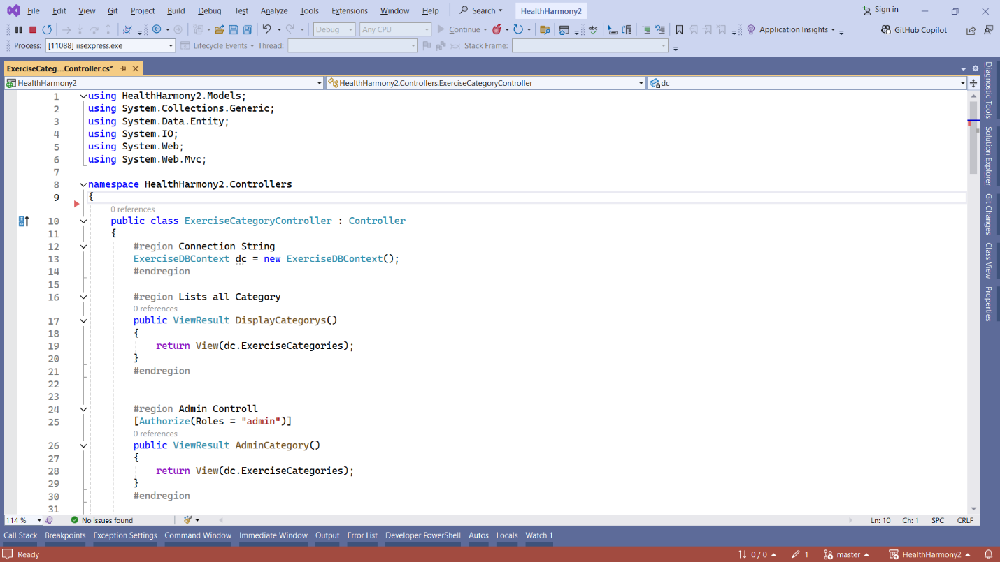 File Edit View Git Project Build Debug Test Analyze Tools Extensions Window Help Search HealthHarmony2 Sign in
Debug Any CPU Continue Application Insights GitHub Copilot
Process: [11088] iisexpress.exe Lifecycle Events Thread: Stack Frame:
ExerciseCateg...Controller.cs*
HealthHarmony2 HealthHarmony2.Controllers.ExerciseCategoryController dc
1 using HealthHarmony2.Models;
2 using System.Collections.Generic;
3 using System.Data.Entity;
4 using System.IO;
5 using System.Web;
6 using System.Web.Mvc;
7
8 namespace HealthHarmony2.Controllers
9 {
0 references
10 public class ExerciseCategoryController : Controller
11 {
12 #region Connection String
13 ExerciseDBContext dc = new ExerciseDBContext();
14 #endregion
15
16 #region Lists all Category
0 references
17 public ViewResult DisplayCategorys()
18 {
19 return View(dc.ExerciseCategories);
20 }
21 #endregion
22
23
24 #region Admin Controll
25 [Authorize(Roles = "admin")]
0 references
26 public ViewResult AdminCategory()
27 {
28 return View(dc.ExerciseCategories);
29 }
30 #endregion
31
Diagnostic Tools
Solution Explorer
Git Changes
Class View
Properties
114 % No issues found Ln: 10 Ch: 1 SPC CRLF
Call Stack Breakpoints Exception Settings Command Window Immediate Window Output Error List Developer PowerShell Autos Locals Watch 1
Ready 0 / 0 1 master HealthHarmony2